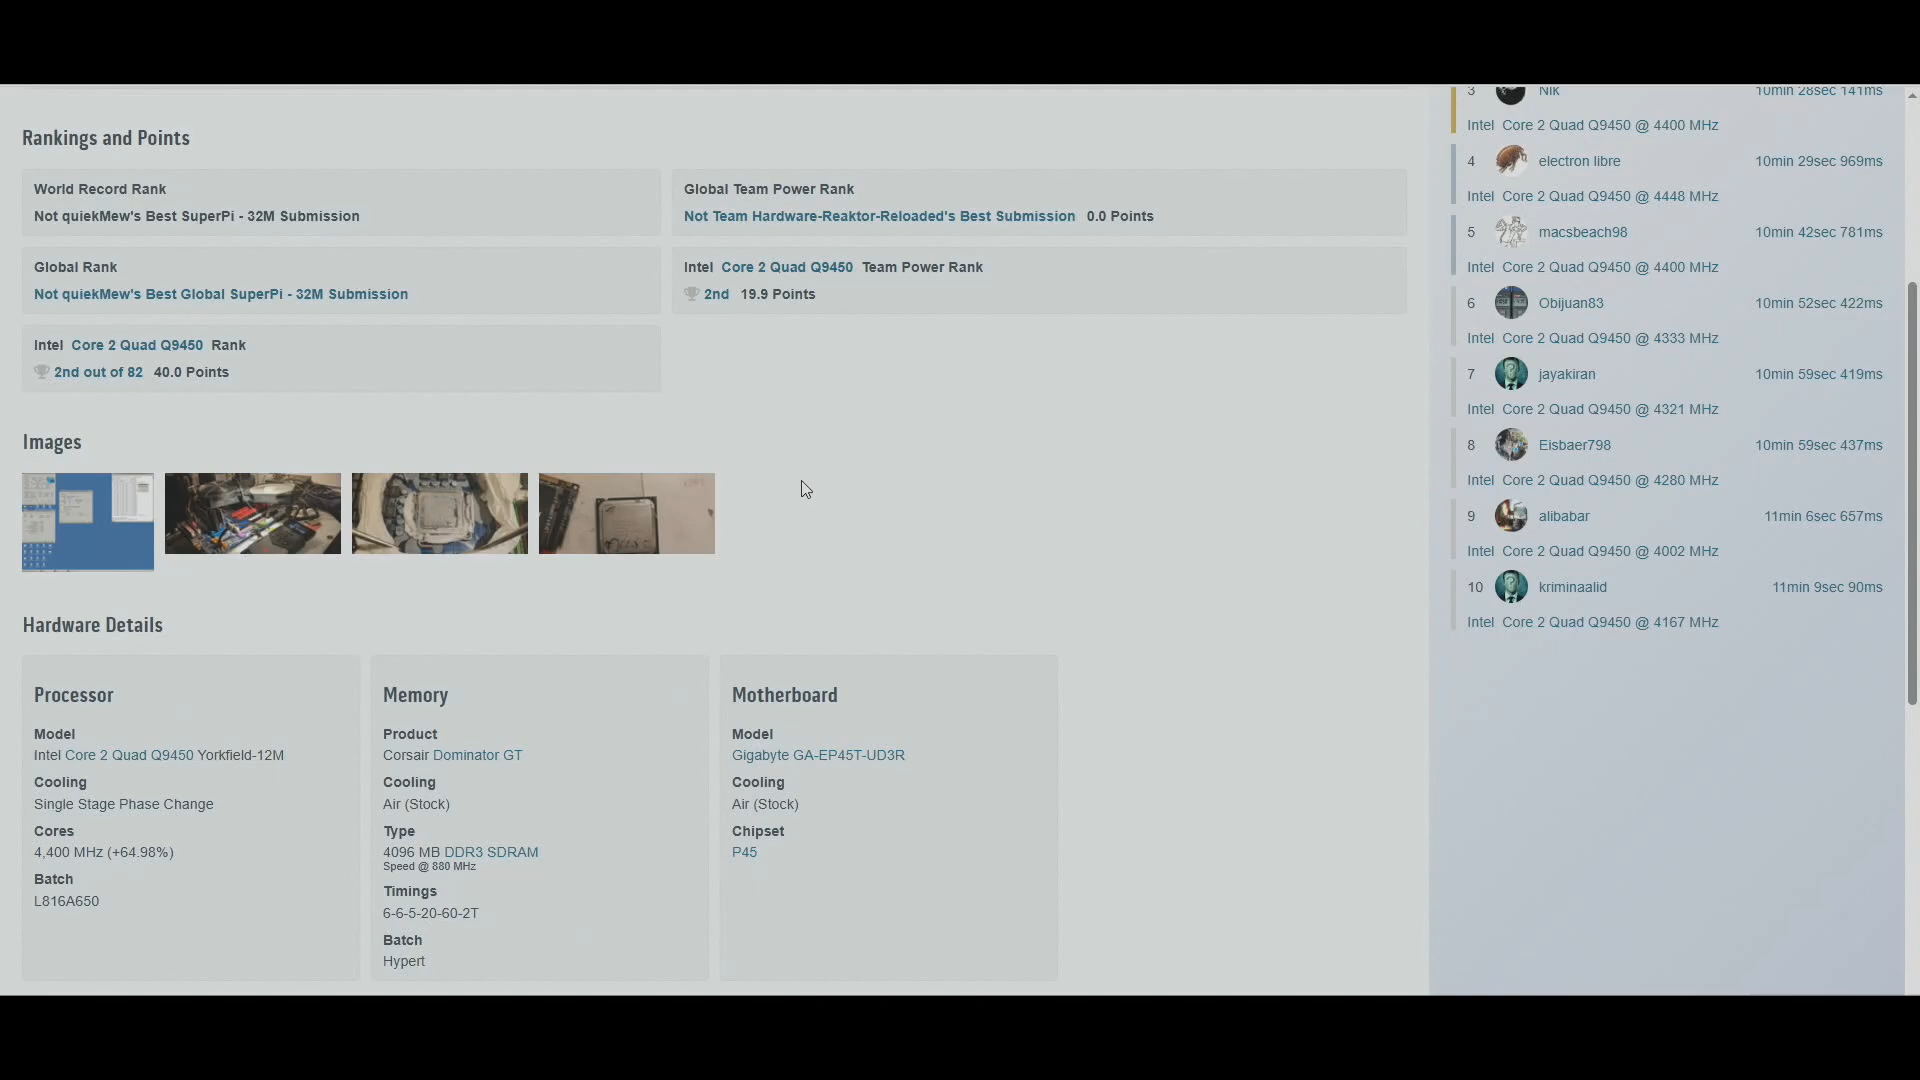 Rankings and Points
World Record Rank
Not quiekMew's Best SuperPi - 32M Submission
Global Team Power Rank
Not Team Hardware-Reaktor-Reloaded's Best Submission 0.0 Points
Global Rank
Not quiekMew's Best Global SuperPi - 32M Submission
Intel Core 2 Quad Q9450 Team Power Rank
2nd 19.9 Points
Intel Core 2 Quad Q9450 Rank
2nd out of 82 40.0 Points
Images
Hardware Details
Processor
Model
Intel Core 2 Quad Q9450 Yorkfield-12M
Cooling
Single Stage Phase Change
Cores
4,400 MHz (+64.98%)
Batch
L816A650
Memory
Product
Corsair Dominator GT
Cooling
Air (Stock)
Type
4096 MB DDR3 SDRAM
Speed @ 880 MHz
Timings
6-6-5-20-60-2T
Batch
Hypert
Motherboard
Model
Gigabyte GA-EP45T-UD3R
Cooling
Air (Stock)
Chipset
P45
3 Nik 10min 28sec 141ms
Intel Core 2 Quad Q9450 @ 4400 MHz
4 electron libre 10min 29sec 969ms
Intel Core 2 Quad Q9450 @ 4448 MHz
5 macsbeach98 10min 42sec 781ms
Intel Core 2 Quad Q9450 @ 4400 MHz
6 Obijuan83 10min 52sec 422ms
Intel Core 2 Quad Q9450 @ 4333 MHz
7 jayakiran 10min 59sec 419ms
Intel Core 2 Quad Q9450 @ 4321 MHz
8 Eisbaer798 10min 59sec 437ms
Intel Core 2 Quad Q9450 @ 4280 MHz
9 alibabar 11min 6sec 657ms
Intel Core 2 Quad Q9450 @ 4002 MHz
10 kriminaalid 11min 9sec 90ms
Intel Core 2 Quad Q9450 @ 4167 MHz